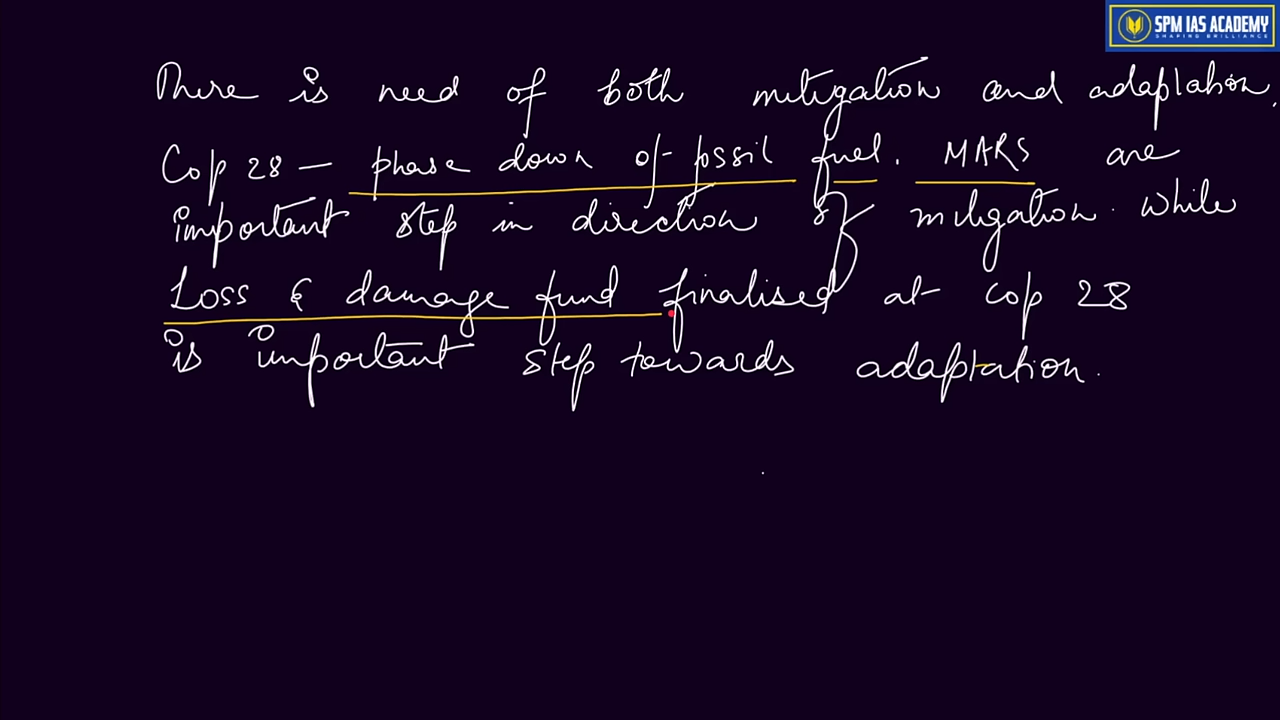 SPM IAS ACADEMY
SHAPING BRILLIANCE
There is need of both mitigation and adaptation.
Cop 28 – phase down of fossil fuel. MARS are
important step in direction of mitigation. while
Loss & damage fund finalised at Cop 28
is important step towards adaptation.